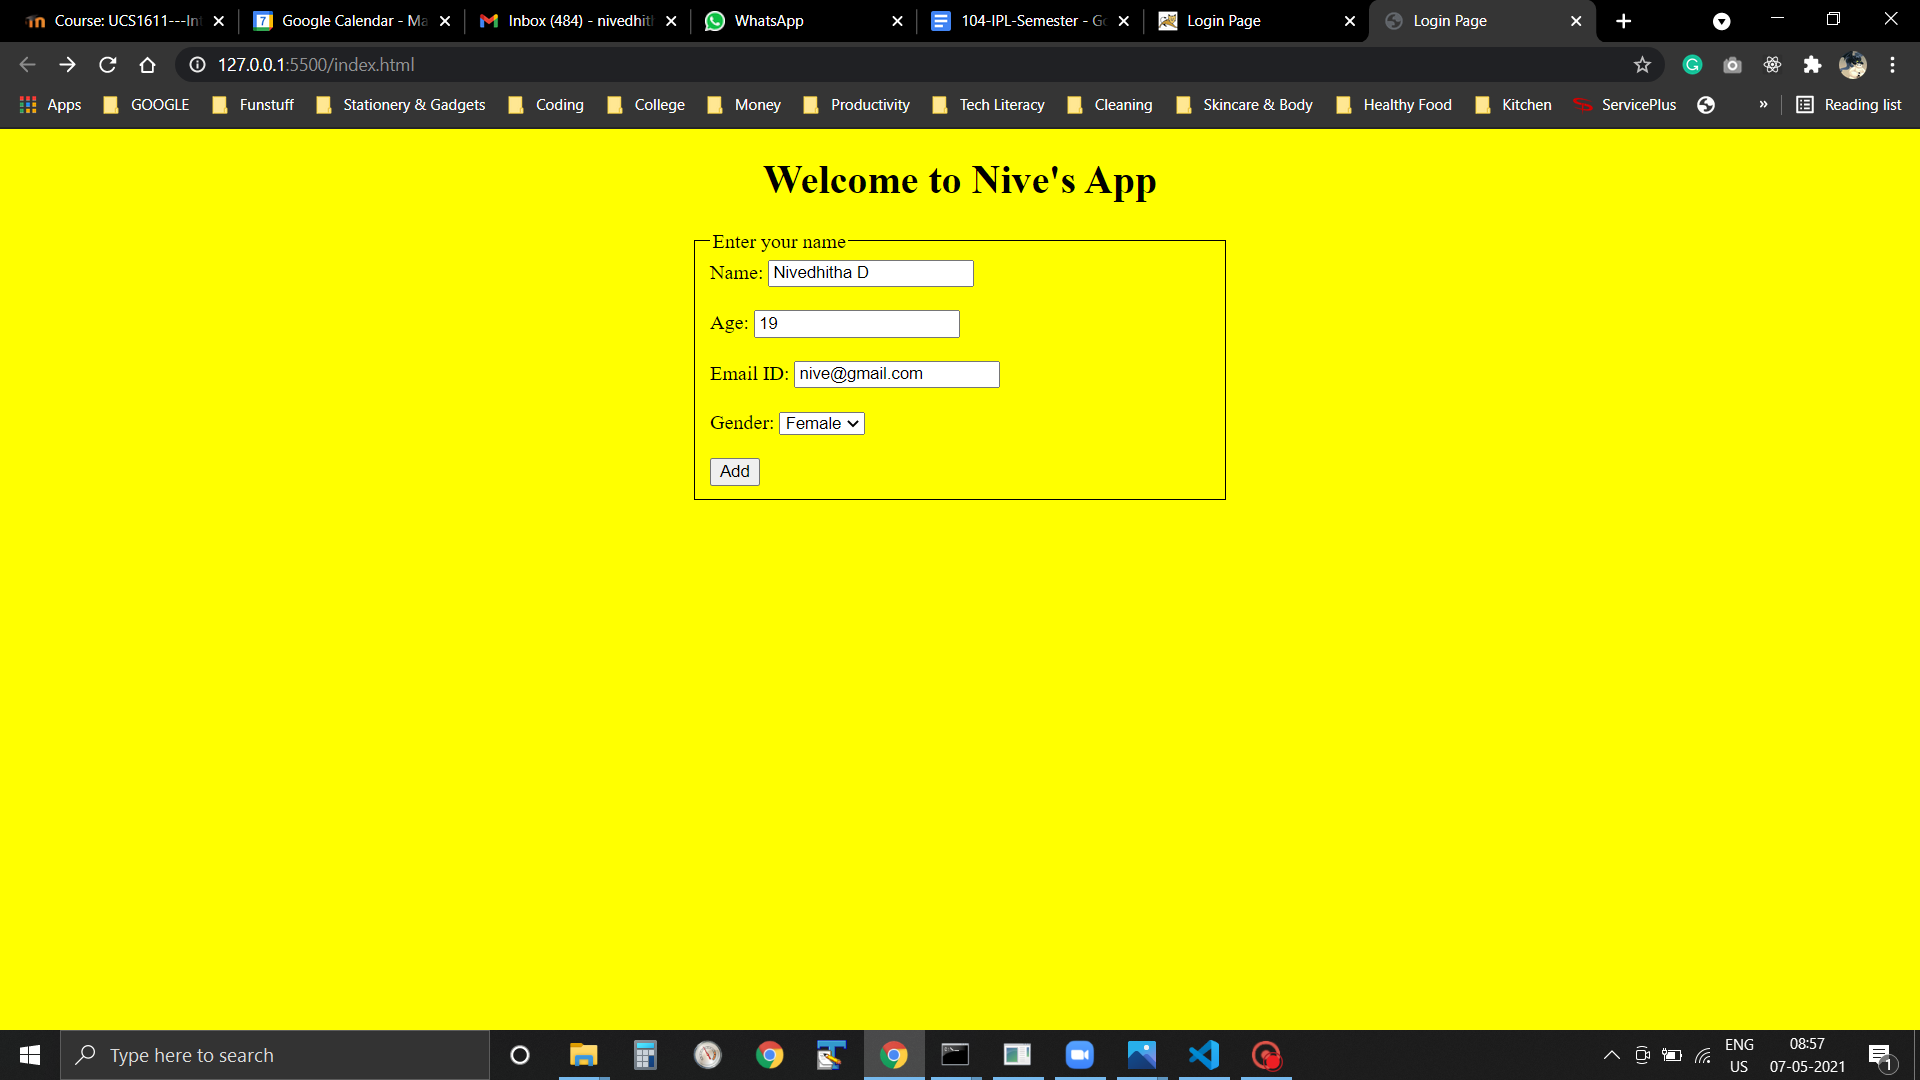 Course: UCS1611---Int
Google Calendar - Ma
Inbox (484) - nivedhith
WhatsApp
104-IPL-Semester - Go
Login Page
Login Page
127.0.0.1:5500/index.html
Apps
GOOGLE
Funstuff
Stationery & Gadgets
Coding
College
Money
Productivity
Tech Literacy
Cleaning
Skincare & Body
Healthy Food
Kitchen
ServicePlus
»
Reading list
Welcome to Nive's App
Enter your name
Name: Nivedhitha D
Age: 19
Email ID: nive@gmail.com
Gender: Female
Add
Type here to search
ENG
US
08:57
07-05-2021
1